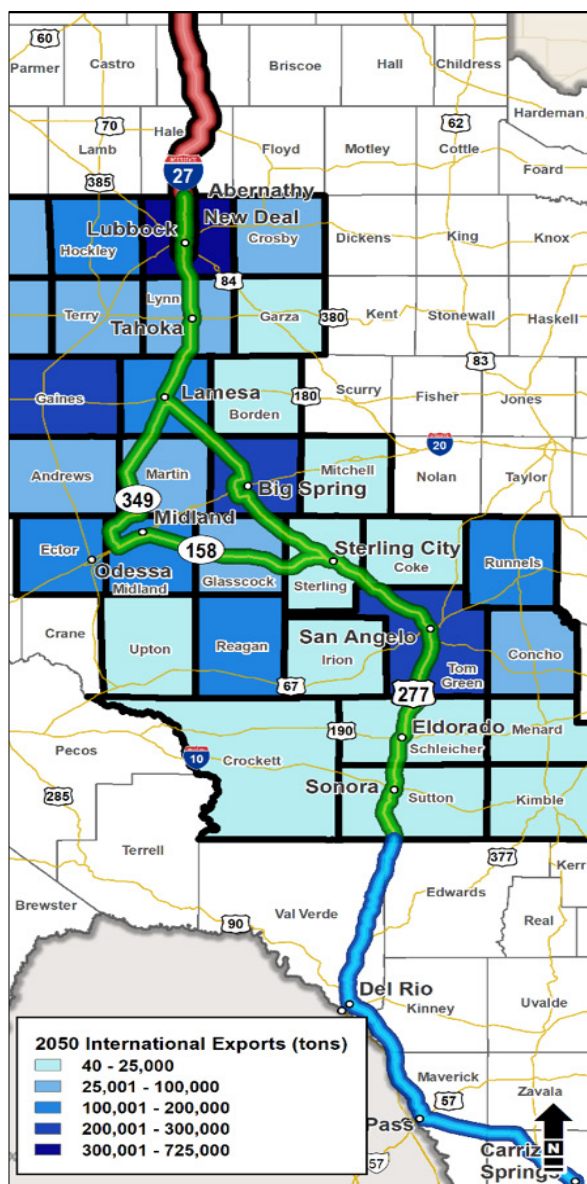 60
Parmer
Castro
Briscoe
Hall
Childress
Hardeman
70
Hale
62
Lamb
Floyd
Motley
Cottle
Foard
385
INTERSTATE
27
Abernathy
New Deal
Lubbock
Hockley
Crosby
Dickens
King
Knox
84
Terry
Lynn
Garza
380
Kent
Stonewall
Haskell
Tahoka
83
Gaines
Lamesa
Borden
180
Scurry
Fisher
Jones
20
Andrews
Martin
Mitchell
Nolan
Taylor
Big Spring
349
Midland
158
Ector
Odessa
Midland
Glasscock
Sterling City
Sterling
Coke
Runnels
Crane
Upton
Reagan
Irion
San Angelo
Tom
Green
Concho
67
277
Pecos
190
Eldorado
Schleicher
Menard
10
Crockett
285
Sonora
Sutton
Kimble
Terrell
377
Kerr
Edwards
Brewster
90
Val Verde
Real
Del Rio
Kinney
Uvalde
2050 International Exports (tons)
40 - 25,000
25,001 - 100,000
100,001 - 200,000
200,001 - 300,000
300,001 - 725,000
Maverick
57
Zavala
Pass
N
Carriz
Springs
57